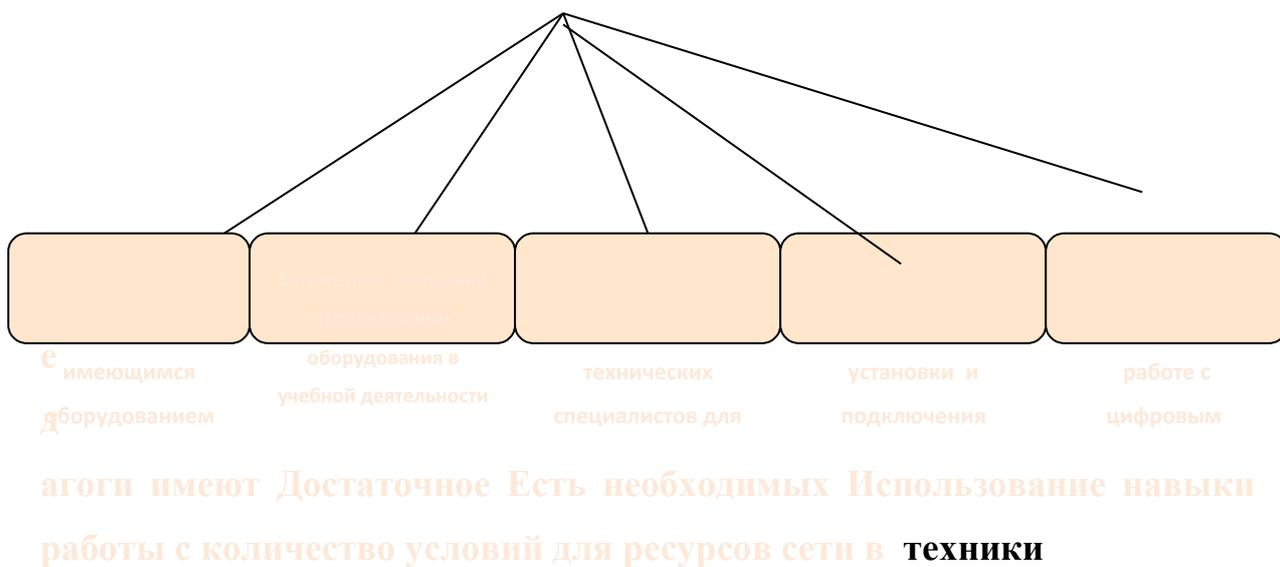 оборудования в
учебной деятельности
е
имеющимся
оборудованием
технических
специалистов для
установки и
подключения
работе с
цифровым
д
агоги имеют Достаточное Есть необходимых Использование навыки
работы с количество условий для ресурсов сети в техники